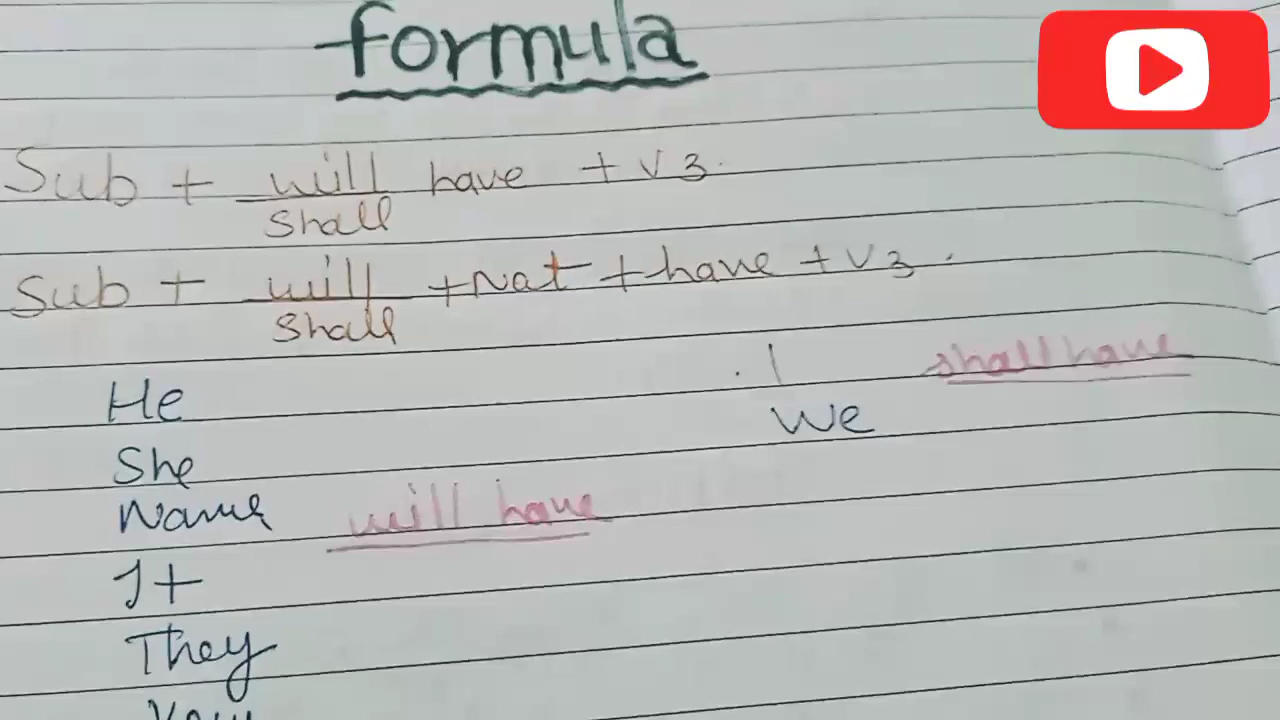 formula
Sub + will/shall have + v3.
Sub + will/shall + Not + have + v3.
He
She
Name will have
It
They
I shall have
We